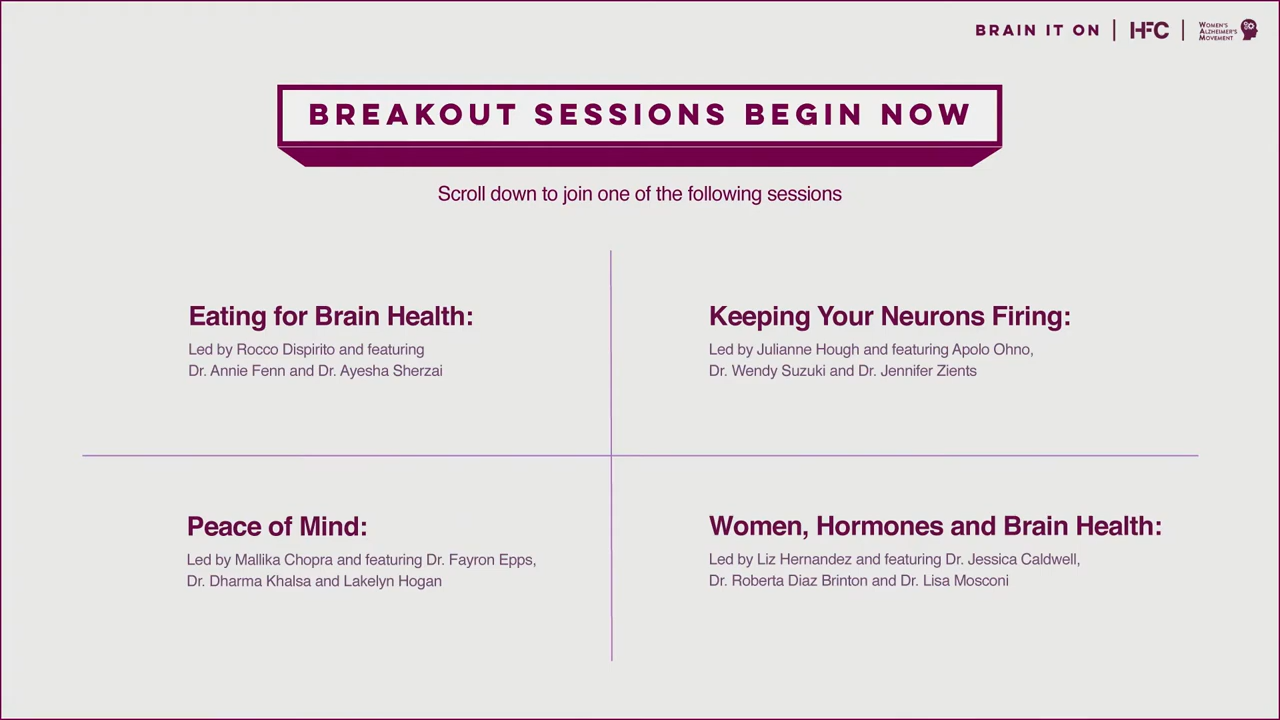 BRAIN IT ON | HFC | WOMEN'S
ALZHEIMER'S
MOVEMENT
BREAKOUT SESSIONS BEGIN NOW
Scroll down to join one of the following sessions
Eating for Brain Health:
Led by Rocco Dispirito and featuring
Dr. Annie Fenn and Dr. Ayesha Sherzai
Keeping Your Neurons Firing:
Led by Julianne Hough and featuring Apolo Ohno,
Dr. Wendy Suzuki and Dr. Jennifer Zients
Peace of Mind:
Led by Mallika Chopra and featuring Dr. Fayron Epps,
Dr. Dharma Khalsa and Lakelyn Hogan
Women, Hormones and Brain Health:
Led by Liz Hernandez and featuring Dr. Jessica Caldwell,
Dr. Roberta Diaz Brinton and Dr. Lisa Mosconi